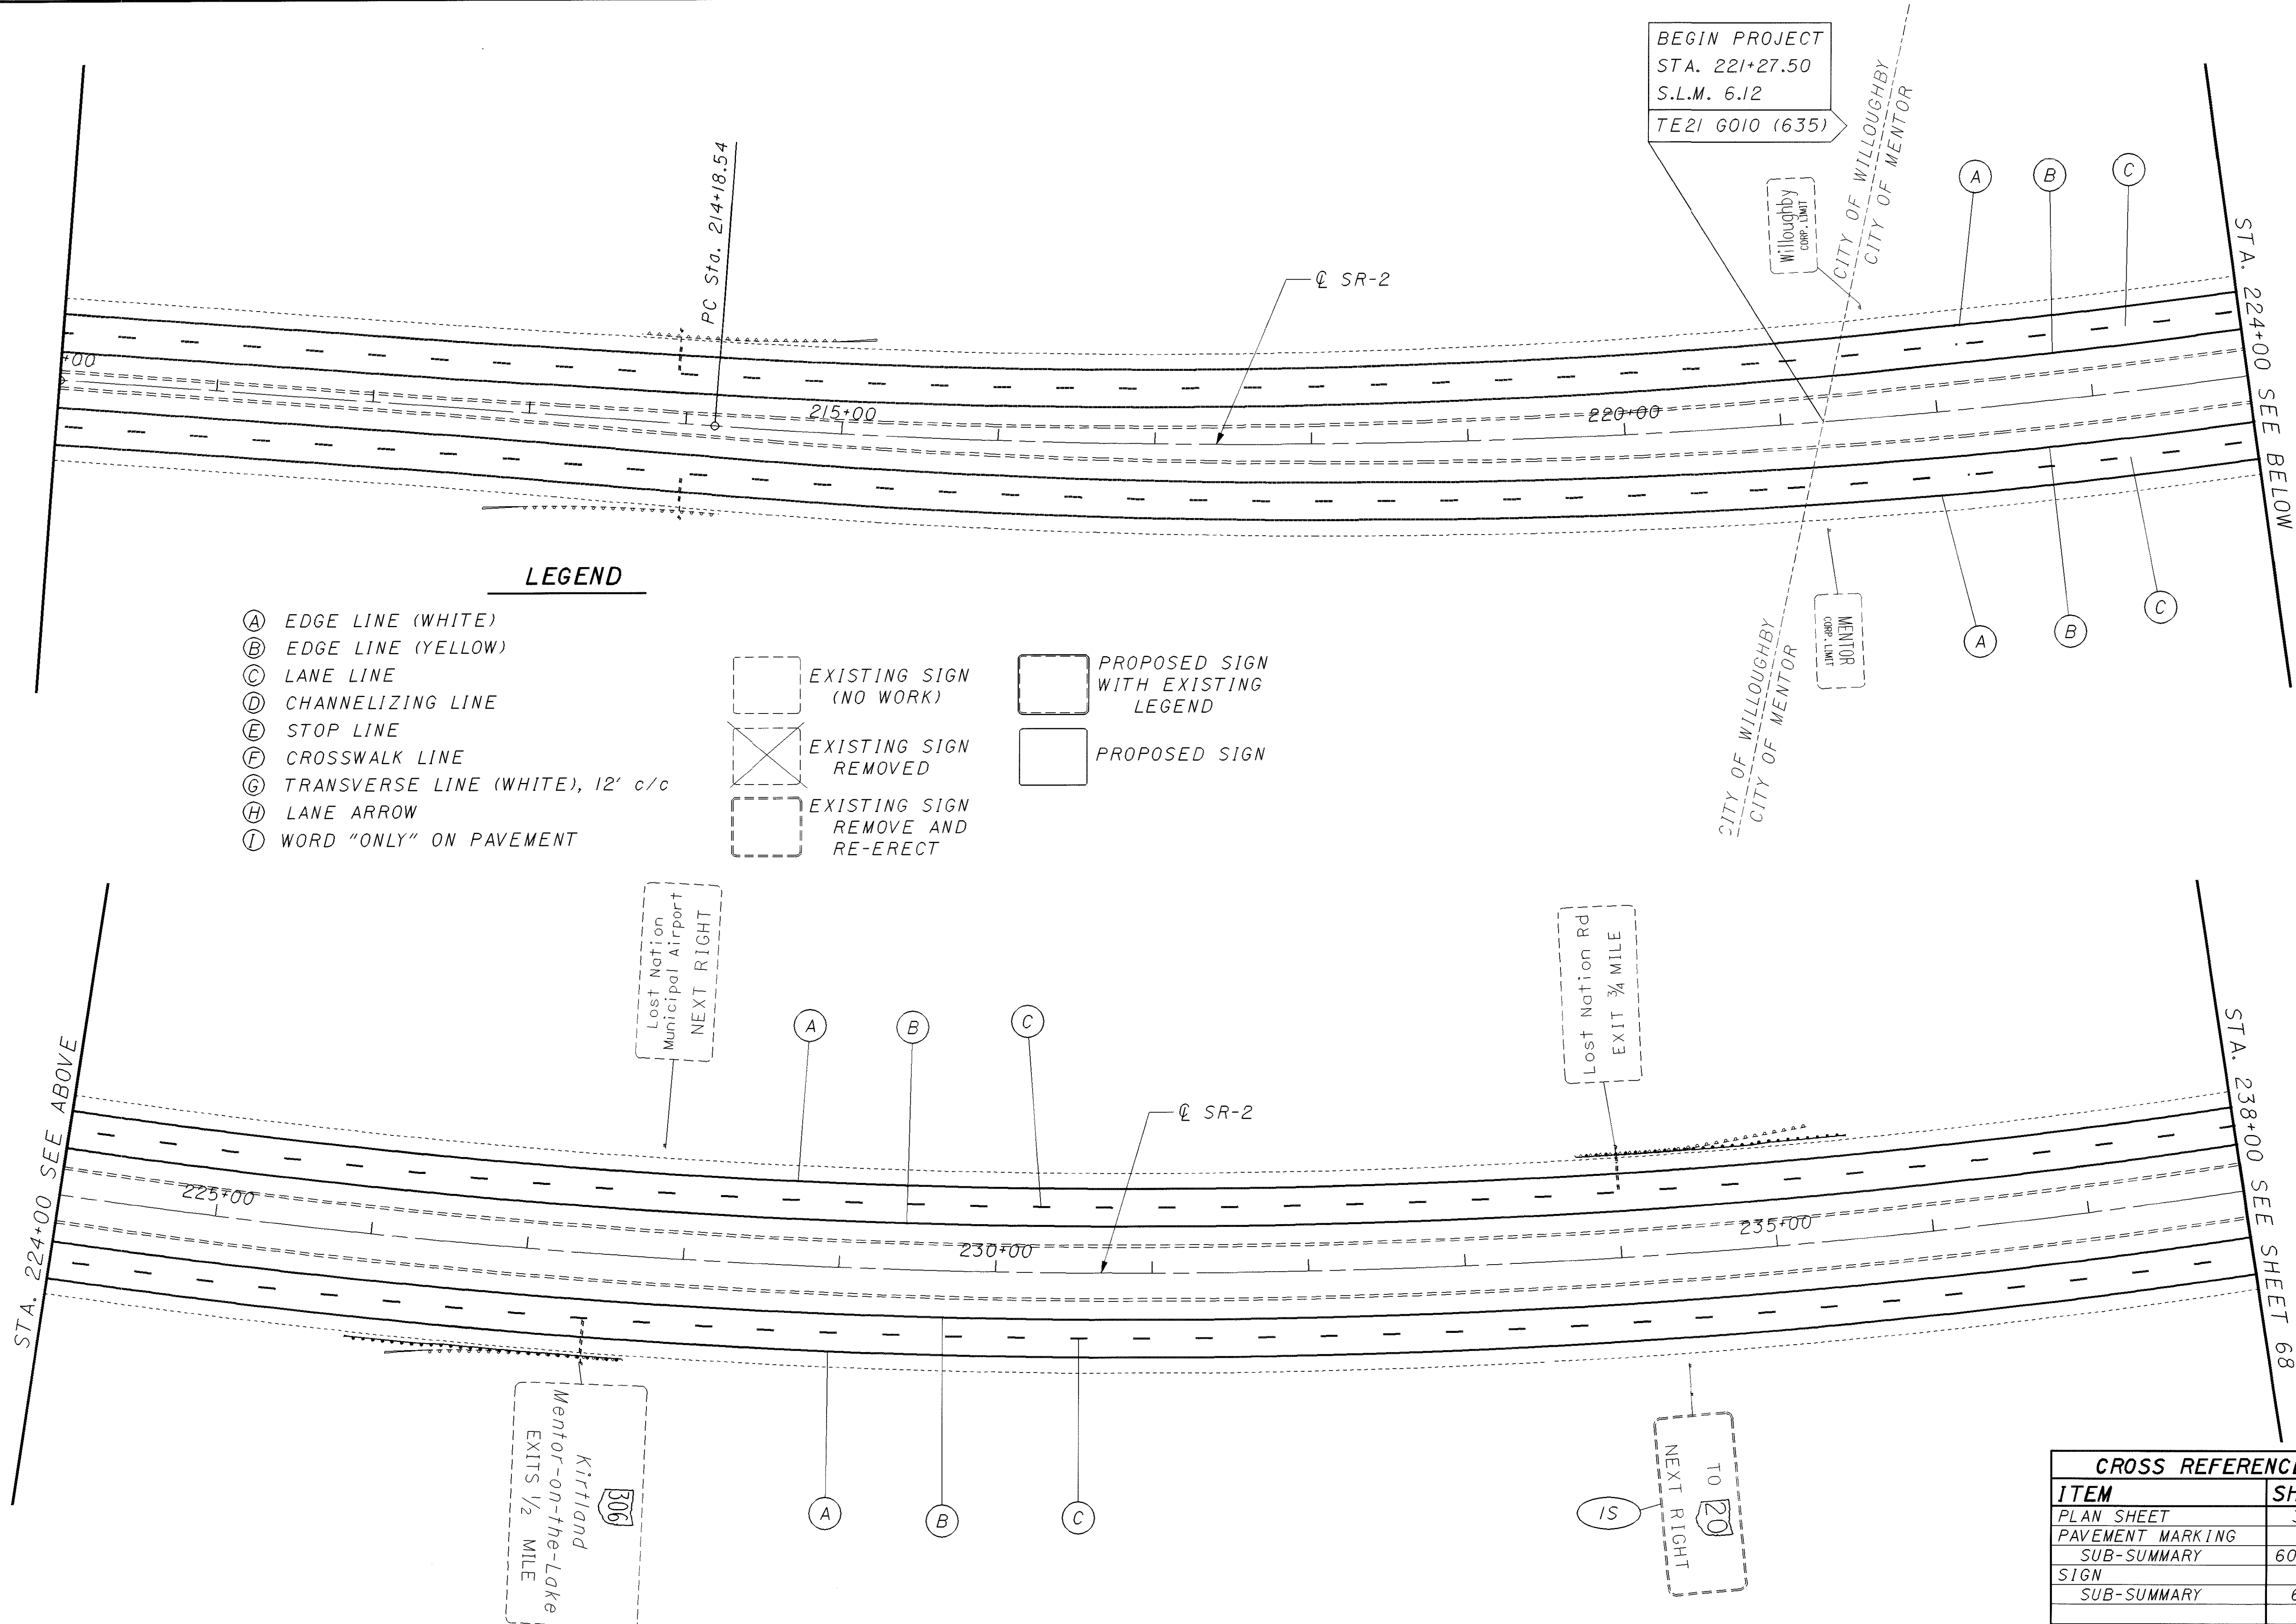 BEGIN PROJECT
STA. 221+27.50
S.L.M. 6.12
TE21 G010 (635)
CITY OF WILLOUGHBY
CITY OF MENTOR
Willoughby
CORP. LIMIT
A
B
C
STA. 224+00 SEE BELOW
PC Sta. 214+18.54
℄ SR-2
+00
215+00
220+00
CITY OF WILLOUGHBY
CITY OF MENTOR
MENTOR
CORP. LIMIT
A
B
C
LEGEND
A EDGE LINE (WHITE)
B EDGE LINE (YELLOW)
C LANE LINE
D CHANNELIZING LINE
E STOP LINE
F CROSSWALK LINE
G TRANSVERSE LINE (WHITE), 12' c/c
H LANE ARROW
I WORD "ONLY" ON PAVEMENT
EXISTING SIGN
(NO WORK)
EXISTING SIGN
REMOVED
EXISTING SIGN
REMOVE AND
RE-ERECT
PROPOSED SIGN
WITH EXISTING
LEGEND
PROPOSED SIGN
STA. 224+00 SEE ABOVE
Lost Nation
Municipal Airport
NEXT RIGHT
A
B
C
℄ SR-2
Lost Nation Rd
EXIT ¾ MILE
STA. 238+00 SEE SHEET 68
225+00
230+00
235+00
306
Kirtland
Mentor-on-the-Lake
EXITS ½ MILE
A
B
C
1S
TO 20
NEXT RIGHT
CROSS REFERENC
ITEM
PLAN SHEET
PAVEMENT MARKING
SUB-SUMMARY 60
SIGN
SUB-SUMMARY